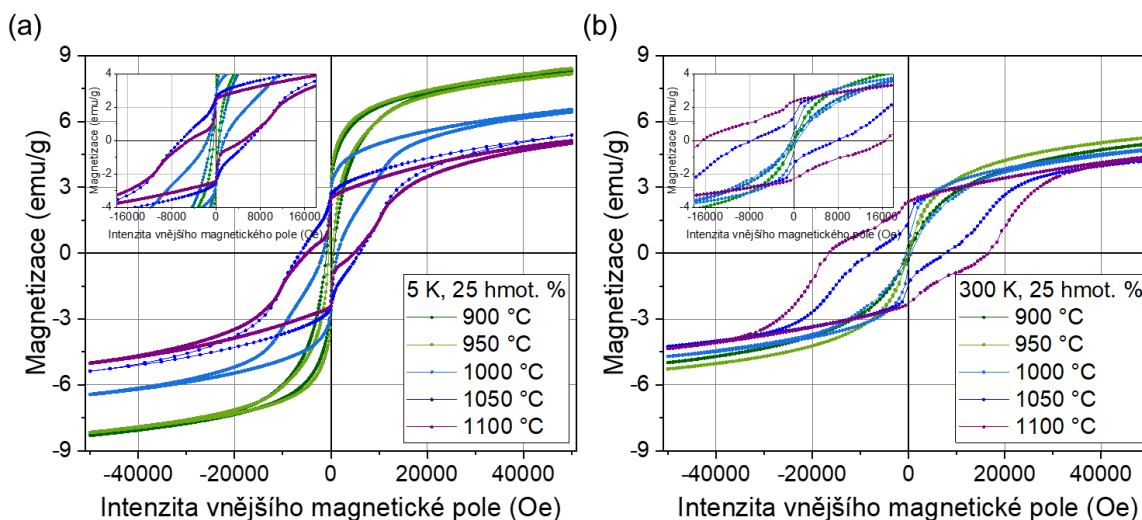 (a)
9
6
3
0
-3
-6
-9
Magnetizace (emu/g)
-40000 -20000 0 20000 40000
Intenzita vnějšího magnetické pole (Oe)
4
2
0
-2
-4
Magnetizace (emu/g)
-16000 -8000 0 8000 16000
Intenzita vnějšího magnetického pole (Oe)
5 K, 25 hmot. %
900 °C
950 °C
1000 °C
1050 °C
1100 °C
(b)
9
6
3
0
-3
-6
-9
Magnetizace (emu/g)
-40000 -20000 0 20000 40000
Intenzita vnějšího magnetické pole (Oe)
4
2
0
-2
-4
Magnetizace (emu/g)
-16000 -8000 0 8000 16000
Intenzita vnějšího magnetického pole (Oe)
300 K, 25 hmot. %
900 °C
950 °C
1000 °C
1050 °C
1100 °C